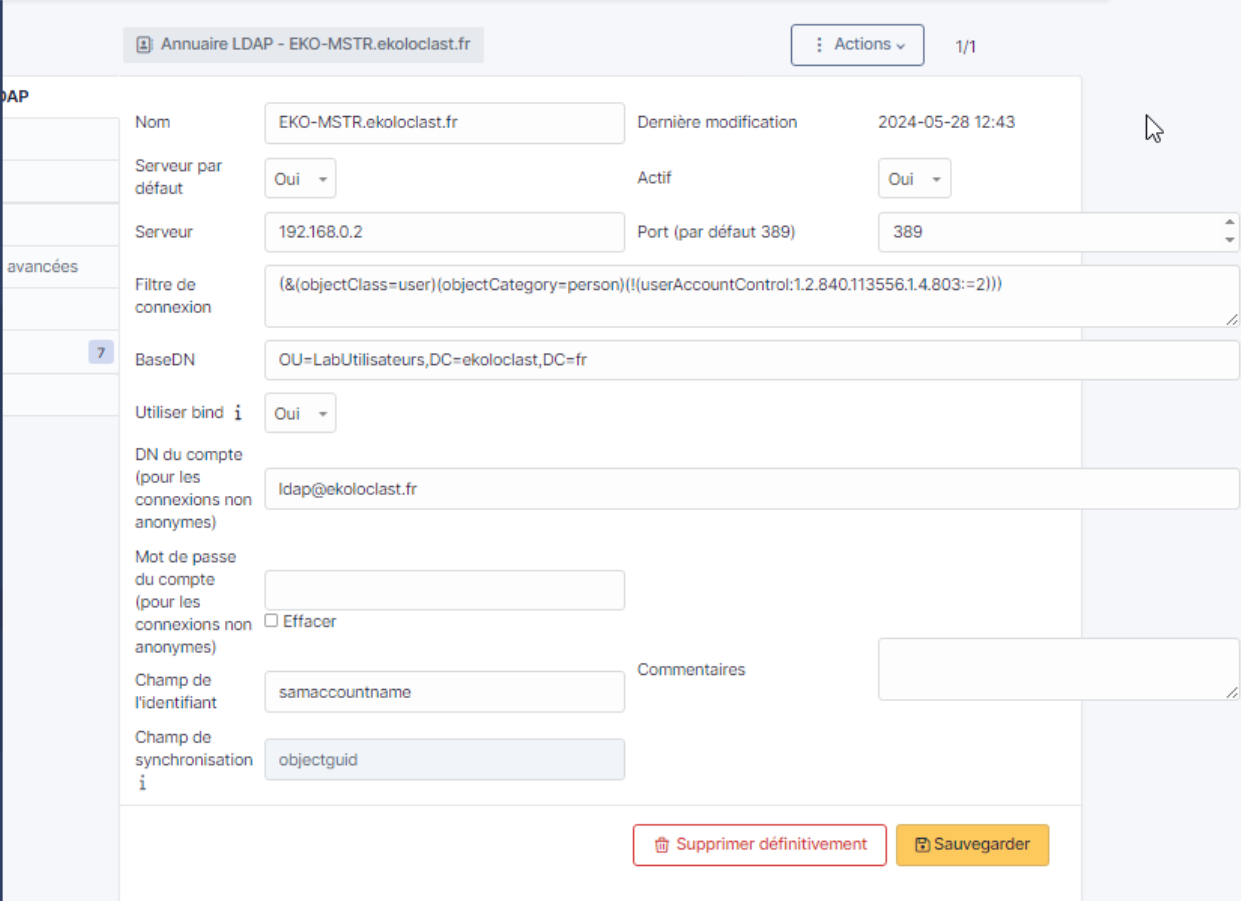 Annuaire LDAP - EKO-MSTR.ekoloclast.fr
Actions
1/1
DAP
Nom
EKO-MSTR.ekoloclast.fr
Dernière modification
2024-05-28 12:43
Serveur par
défaut
Oui
Actif
Oui
Serveur
192.168.0.2
Port (par défaut 389)
389
avancées
Filtre de
connexion
(&(objectClass=user)(objectCategory=person)(!(userAccountControl:1.2.840.113556.1.4.803:=2)))
7
BaseDN
OU=LabUtilisateurs,DC=ekoloclast,DC=fr
Utiliser bind i
Oui
DN du compte
(pour les
connexions non
anonymes)
ldap@ekoloclast.fr
Mot de passe
du compte
(pour les
connexions non
anonymes)
Effacer
Commentaires
Champ de
l'identifiant
samaccountname
Champ de
synchronisation
i
objectguid
Supprimer définitivement
Sauvegarder